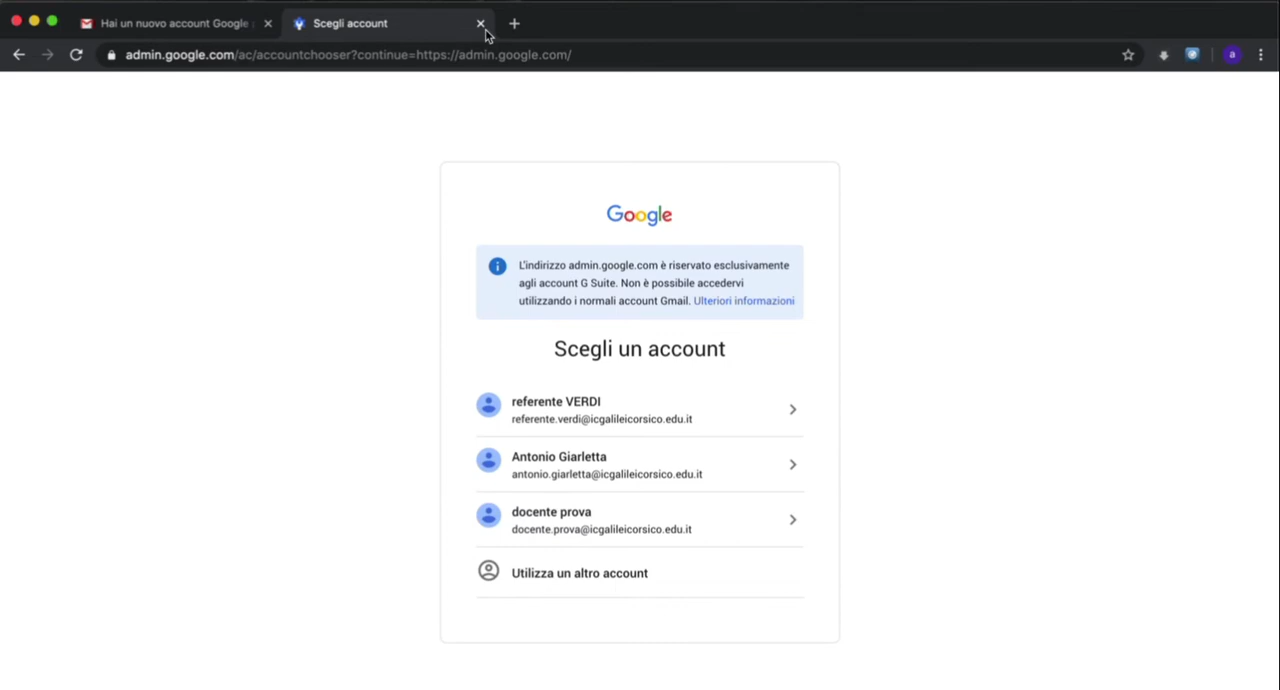 Hai un nuovo account Google
Scegli account
admin.google.com/ac/accountchooser?continue=https://admin.google.com/
a
Google
L'indirizzo admin.google.com è riservato esclusivamente
agli account G Suite. Non è possibile accedervi
utilizzando i normali account Gmail. Ulteriori informazioni
Scegli un account
referente VERDI
referente.verdi@icgalileicorsico.edu.it
Antonio Giarletta
antonio.giarletta@icgalileicorsico.edu.it
docente prova
docente.prova@icgalileicorsico.edu.it
Utilizza un altro account